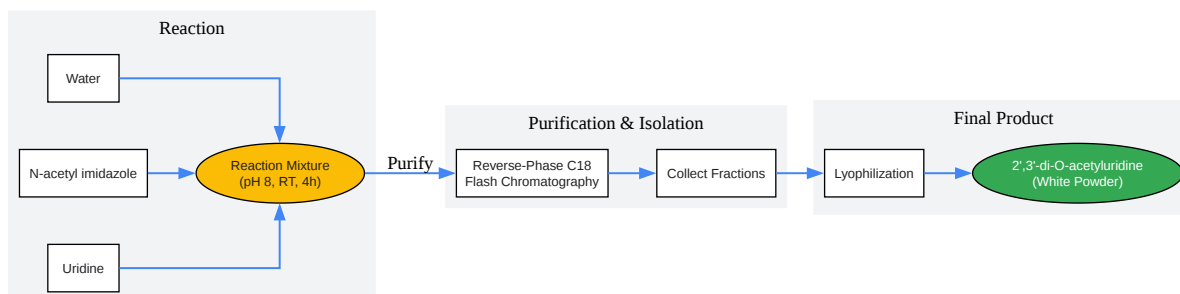 Reaction
Water
N-acetyl imidazole
Uridine
Reaction Mixture
(pH 8, RT, 4h)
Purify
Purification & Isolation
Reverse-Phase C18
Flash Chromatography
Collect Fractions
Final Product
Lyophilization
2',3'-di-O-acetyluridine
(White Powder)